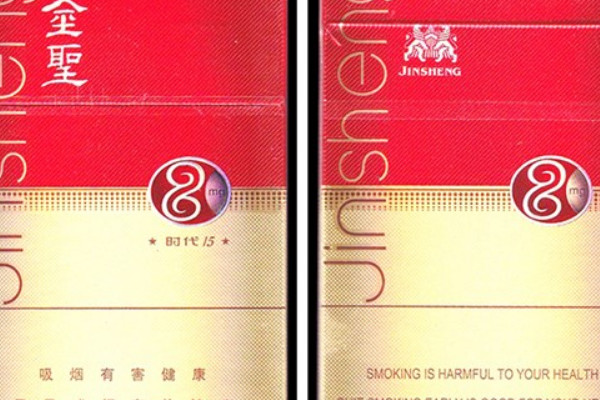 金聖
Jinsheng
8 mg
★ 时代15 ★
吸烟有害健康
Jinsheng
JINSHENG
8 mg
SMOKING IS HARMFUL TO YOUR HEALTH